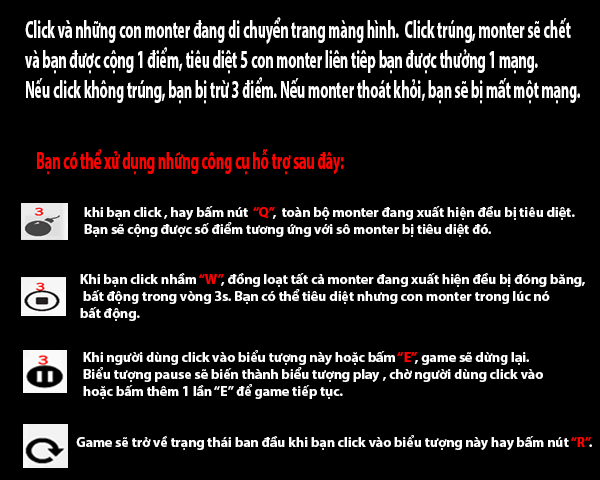 Click và những con monter đang di chuyển trang màng hình. Click trúng, monter sẽ chết
và bạn được cộng 1 điểm, tiêu diệt 5 con monter liên tiếp bạn được thưởng 1 mạng.
Nếu click không trúng, bạn bị trừ 3 điểm. Nếu monter thoát khỏi, bạn sẽ bị mất một mạng.
Bạn có thể xử dụng những công cụ hỗ trợ sau đây:
3
khi bạn click , hay bấm nút "Q", toàn bộ monter đang xuất hiện đều bị tiêu diệt.
Bạn sẽ cộng được số điểm tương ứng với sô monter bị tiêu diệt đó.
3
Khi bạn click nhầm "W", đồng loạt tất cả monter đang xuất hiện đều bị đóng băng,
bất động trong vòng 3s. Bạn có thể tiêu diệt nhưng con monter trong lúc nó
bất động.
3
Khi người dùng click vào biểu tượng này hoặc bấm "E", game sẽ dừng lại.
Biểu tượng pause sẽ biến thành biểu tượng play , chờ người dùng click vào
hoặc bấm thêm 1 lần "E" để game tiếp tục.
Game sẽ trở về trạng thái ban đầu khi bạn click vào biểu tượng này hay bấm nút "R".